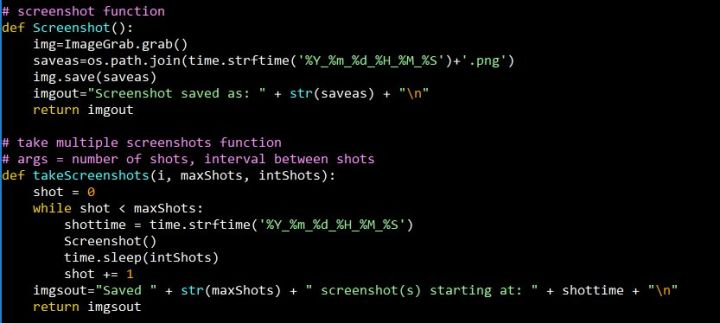 # screenshot function
def Screenshot():
    img=ImageGrab.grab()
    saveas=os.path.join(time.strftime('%Y_%m_%d_%H_%M_%S')+'.png')
    img.save(saveas)
    imgout="Screenshot saved as: " + str(saveas) + "\n"
    return imgout

# take multiple screenshots function
# args = number of shots, interval between shots
def takeScreenshots(i, maxShots, intShots):
    shot = 0
    while shot < maxShots:
        shottime = time.strftime('%Y_%m_%d_%H_%M_%S')
        Screenshot()
        time.sleep(intShots)
        shot += 1
    imgsout="Saved " + str(maxShots) + " screenshot(s) starting at: " + shottime + "\n"
    return imgsout